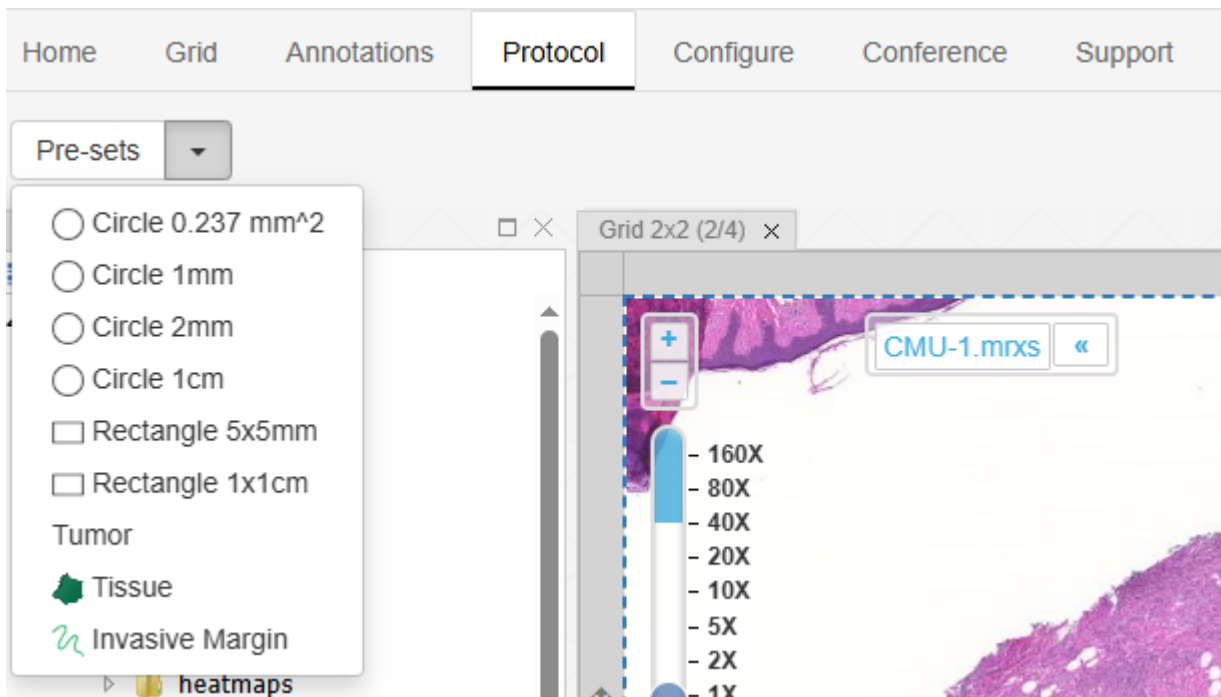 Home Grid Annotations Protocol Configure Conference Support
Pre-sets
Circle 0.237 mm^2
Circle 1mm
Circle 2mm
Circle 1cm
Rectangle 5x5mm
Rectangle 1x1cm
Tumor
Tissue
Invasive Margin
heatmaps
Grid 2x2 (2/4) ×
+
−
CMU-1.mrxs «
160X
80X
40X
20X
10X
5X
2X
1X